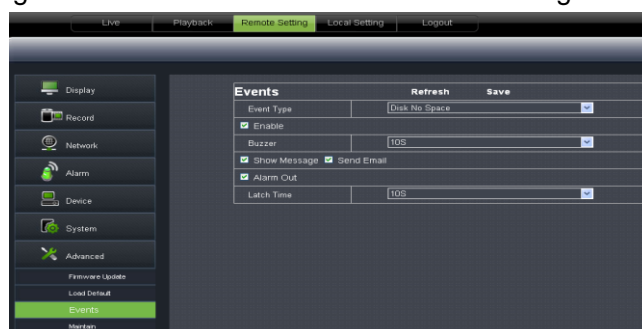 Live Playback Remote Setting Local Setting Logout
Display
Record
Network
Alarm
Device
System
Advanced
Firmware Update
Load Default
Events
Maintain
Events Refresh Save
Event Type Disk No Space
Enable
Buzzer 10S
Show Message Send Email
Alarm Out
Latch Time 10S